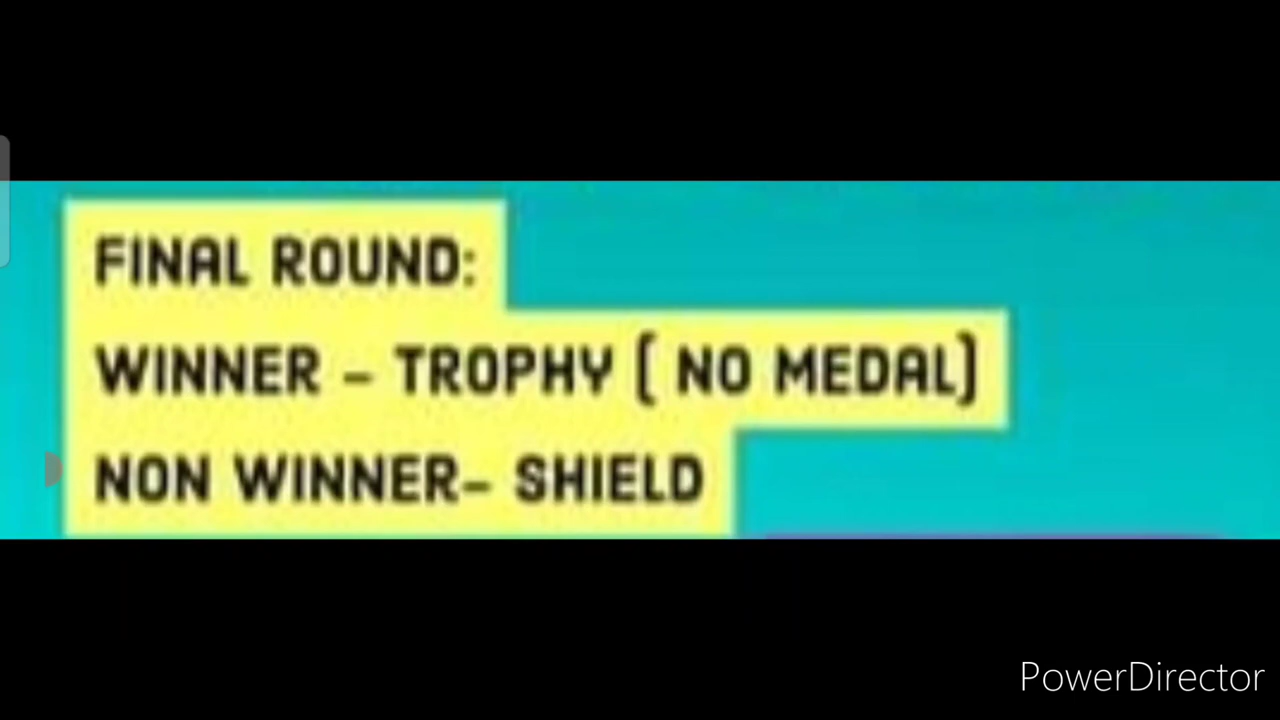 FINAL ROUND:
WINNER - TROPHY ( NO MEDAL)
NON WINNER- SHIELD
PowerDirector